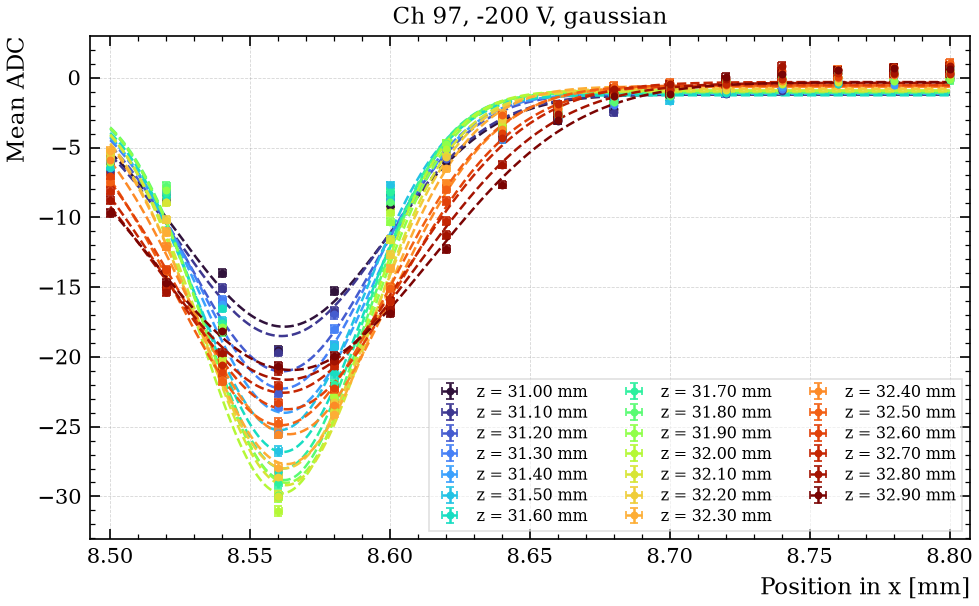 Ch 97, -200 V, gaussian
Mean ADC
0
−5
−10
−15
−20
−25
−30
z = 31.00 mm
z = 31.10 mm
z = 31.20 mm
z = 31.30 mm
z = 31.40 mm
z = 31.50 mm
z = 31.60 mm
z = 31.70 mm
z = 31.80 mm
z = 31.90 mm
z = 32.00 mm
z = 32.10 mm
z = 32.20 mm
z = 32.30 mm
z = 32.40 mm
z = 32.50 mm
z = 32.60 mm
z = 32.70 mm
z = 32.80 mm
z = 32.90 mm
8.50 8.55 8.60 8.65 8.70 8.75 8.80
Position in x [mm]